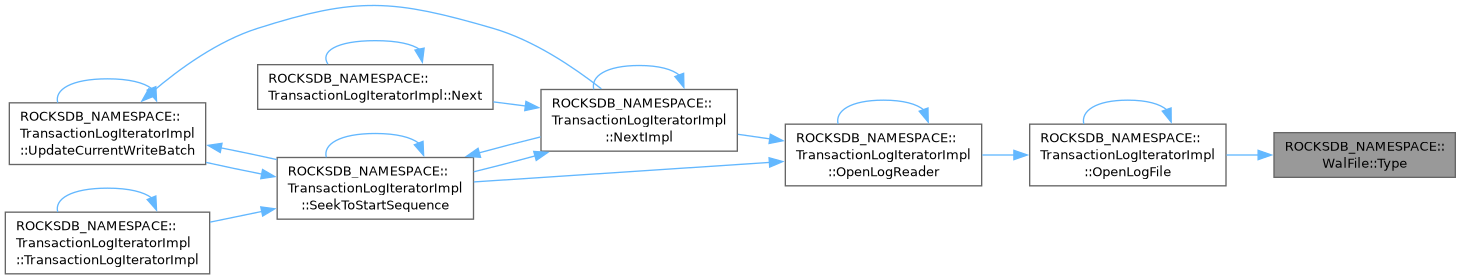 ROCKSDB_NAMESPACE::
TransactionLogIteratorImpl
::UpdateCurrentWriteBatch
ROCKSDB_NAMESPACE::
TransactionLogIteratorImpl
::TransactionLogIteratorImpl
ROCKSDB_NAMESPACE::
TransactionLogIteratorImpl::Next
ROCKSDB_NAMESPACE::
TransactionLogIteratorImpl
::SeekToStartSequence
ROCKSDB_NAMESPACE::
TransactionLogIteratorImpl
::NextImpl
ROCKSDB_NAMESPACE::
TransactionLogIteratorImpl
::OpenLogReader
ROCKSDB_NAMESPACE::
TransactionLogIteratorImpl
::OpenLogFile
ROCKSDB_NAMESPACE::
WalFile::Type